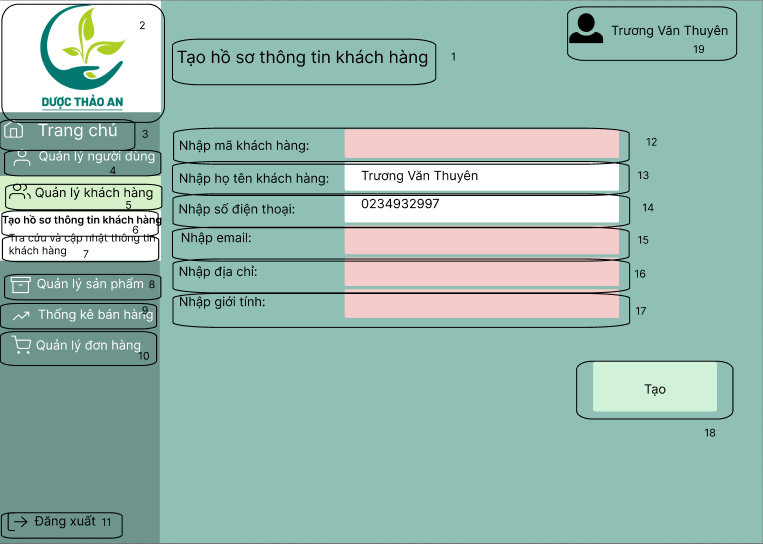 2
DƯỢC THẢO AN
Tạo hồ sơ thông tin khách hàng 1
Trương Văn Thuyên
19
Trang chủ 3
Quản lý người dùng
4
Quản lý khách hàng
5
Tạo hồ sơ thông tin khách hàng
6
Tra cứu và cập nhật thông tin
khách hàng 7
Quản lý sản phẩm 8
Thống kê bán hàng
9
Quản lý đơn hàng
10
Đăng xuất 11
Nhập mã khách hàng: 12
Nhập họ tên khách hàng: Trương Văn Thuyên 13
Nhập số điện thoại: 0234932997 14
Nhập email: 15
Nhập địa chỉ: 16
Nhập giới tính: 17
Tạo
18